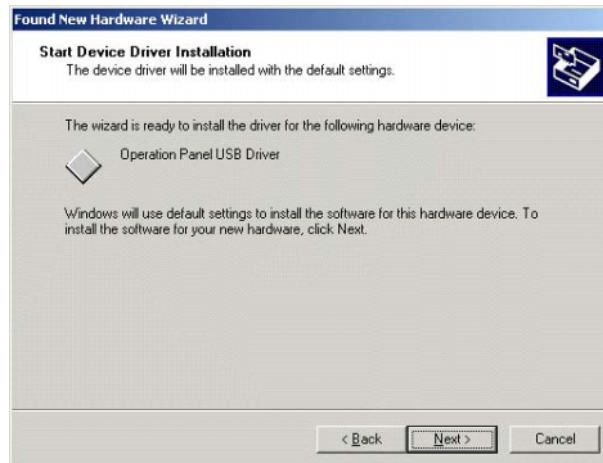 Found New Hardware Wizard
Start Device Driver Installation
The device driver will be installed with the default settings.
The wizard is ready to install the driver for the following hardware device:
Operation Panel USB Driver
Windows will use default settings to install the software for this hardware device. To
install the software for your new hardware, click Next.
< Back Next > Cancel